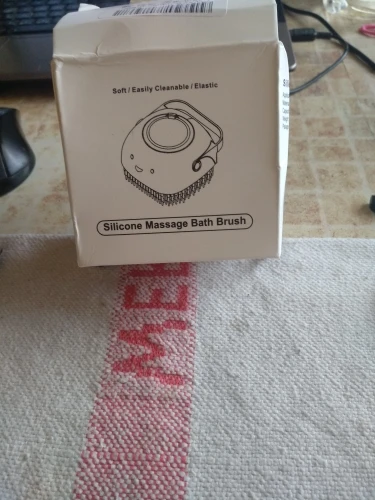 Soft / Easily Cleanable / Elastic
Silicone Massage Bath Brush